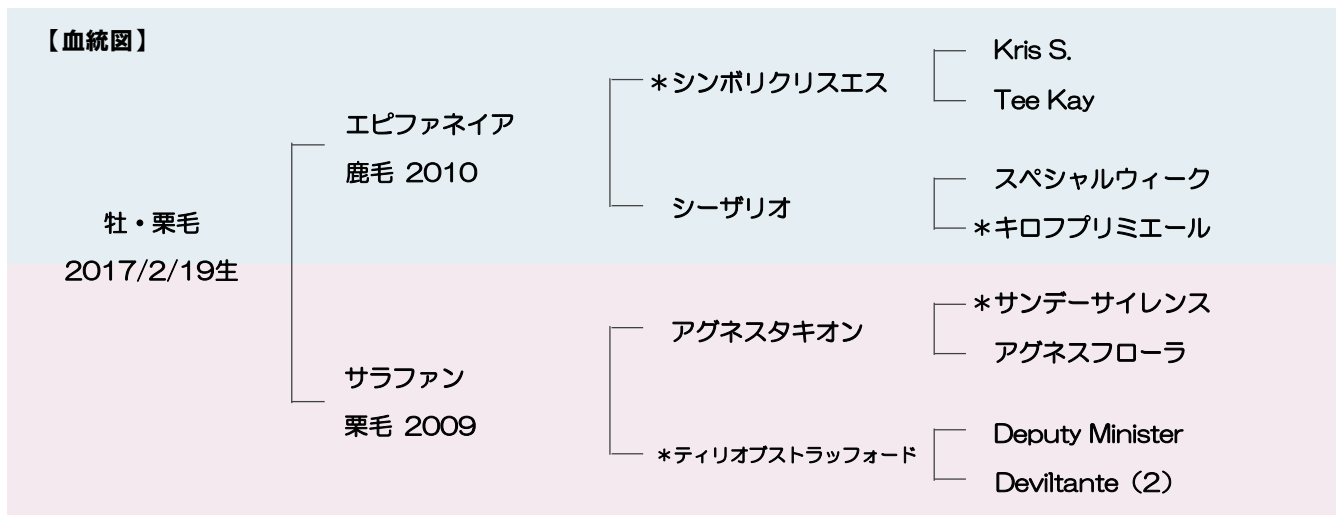 【血統図】
牡・栗毛
2017/2/19生
エピファネイア
鹿毛 2010
サラファン
栗毛 2009
＊シンボリクリスエス
シーザリオ
アグネスタキオン
＊ティリオブストラッフォード
Kris S.
Tee Kay
スペシャルウィーク
＊キロフプリミエール
＊サンデーサイレンス
アグネスフローラ
Deputy Minister
Deviltante（2）